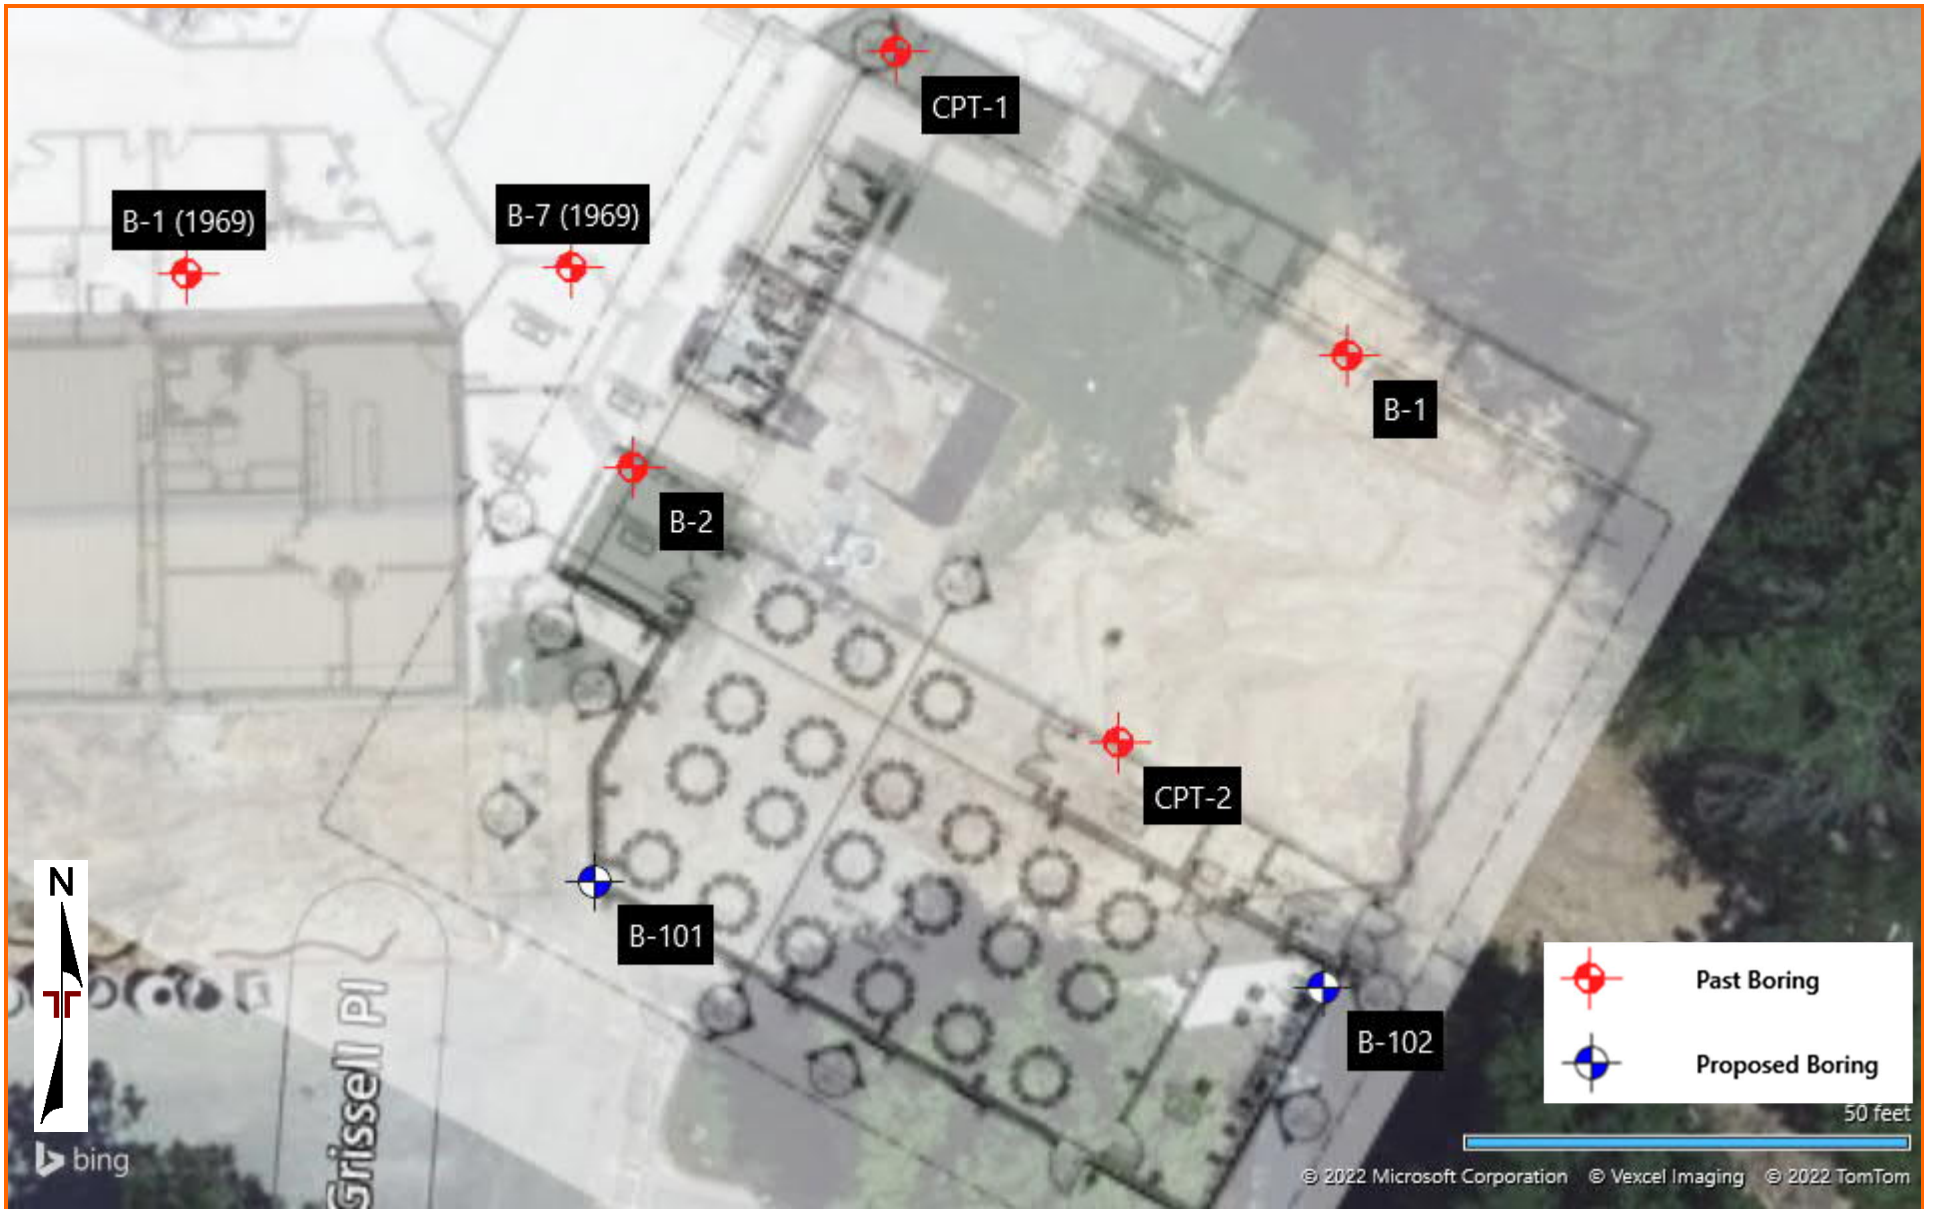 CPT-1
B-1 (1969)
B-7 (1969)
B-1
B-2
CPT-2
B-101
B-102
N
Grissell Pl
Past Boring
Proposed Boring
50 feet
bing
© 2022 Microsoft Corporation © Vexcel Imaging © 2022 TomTom